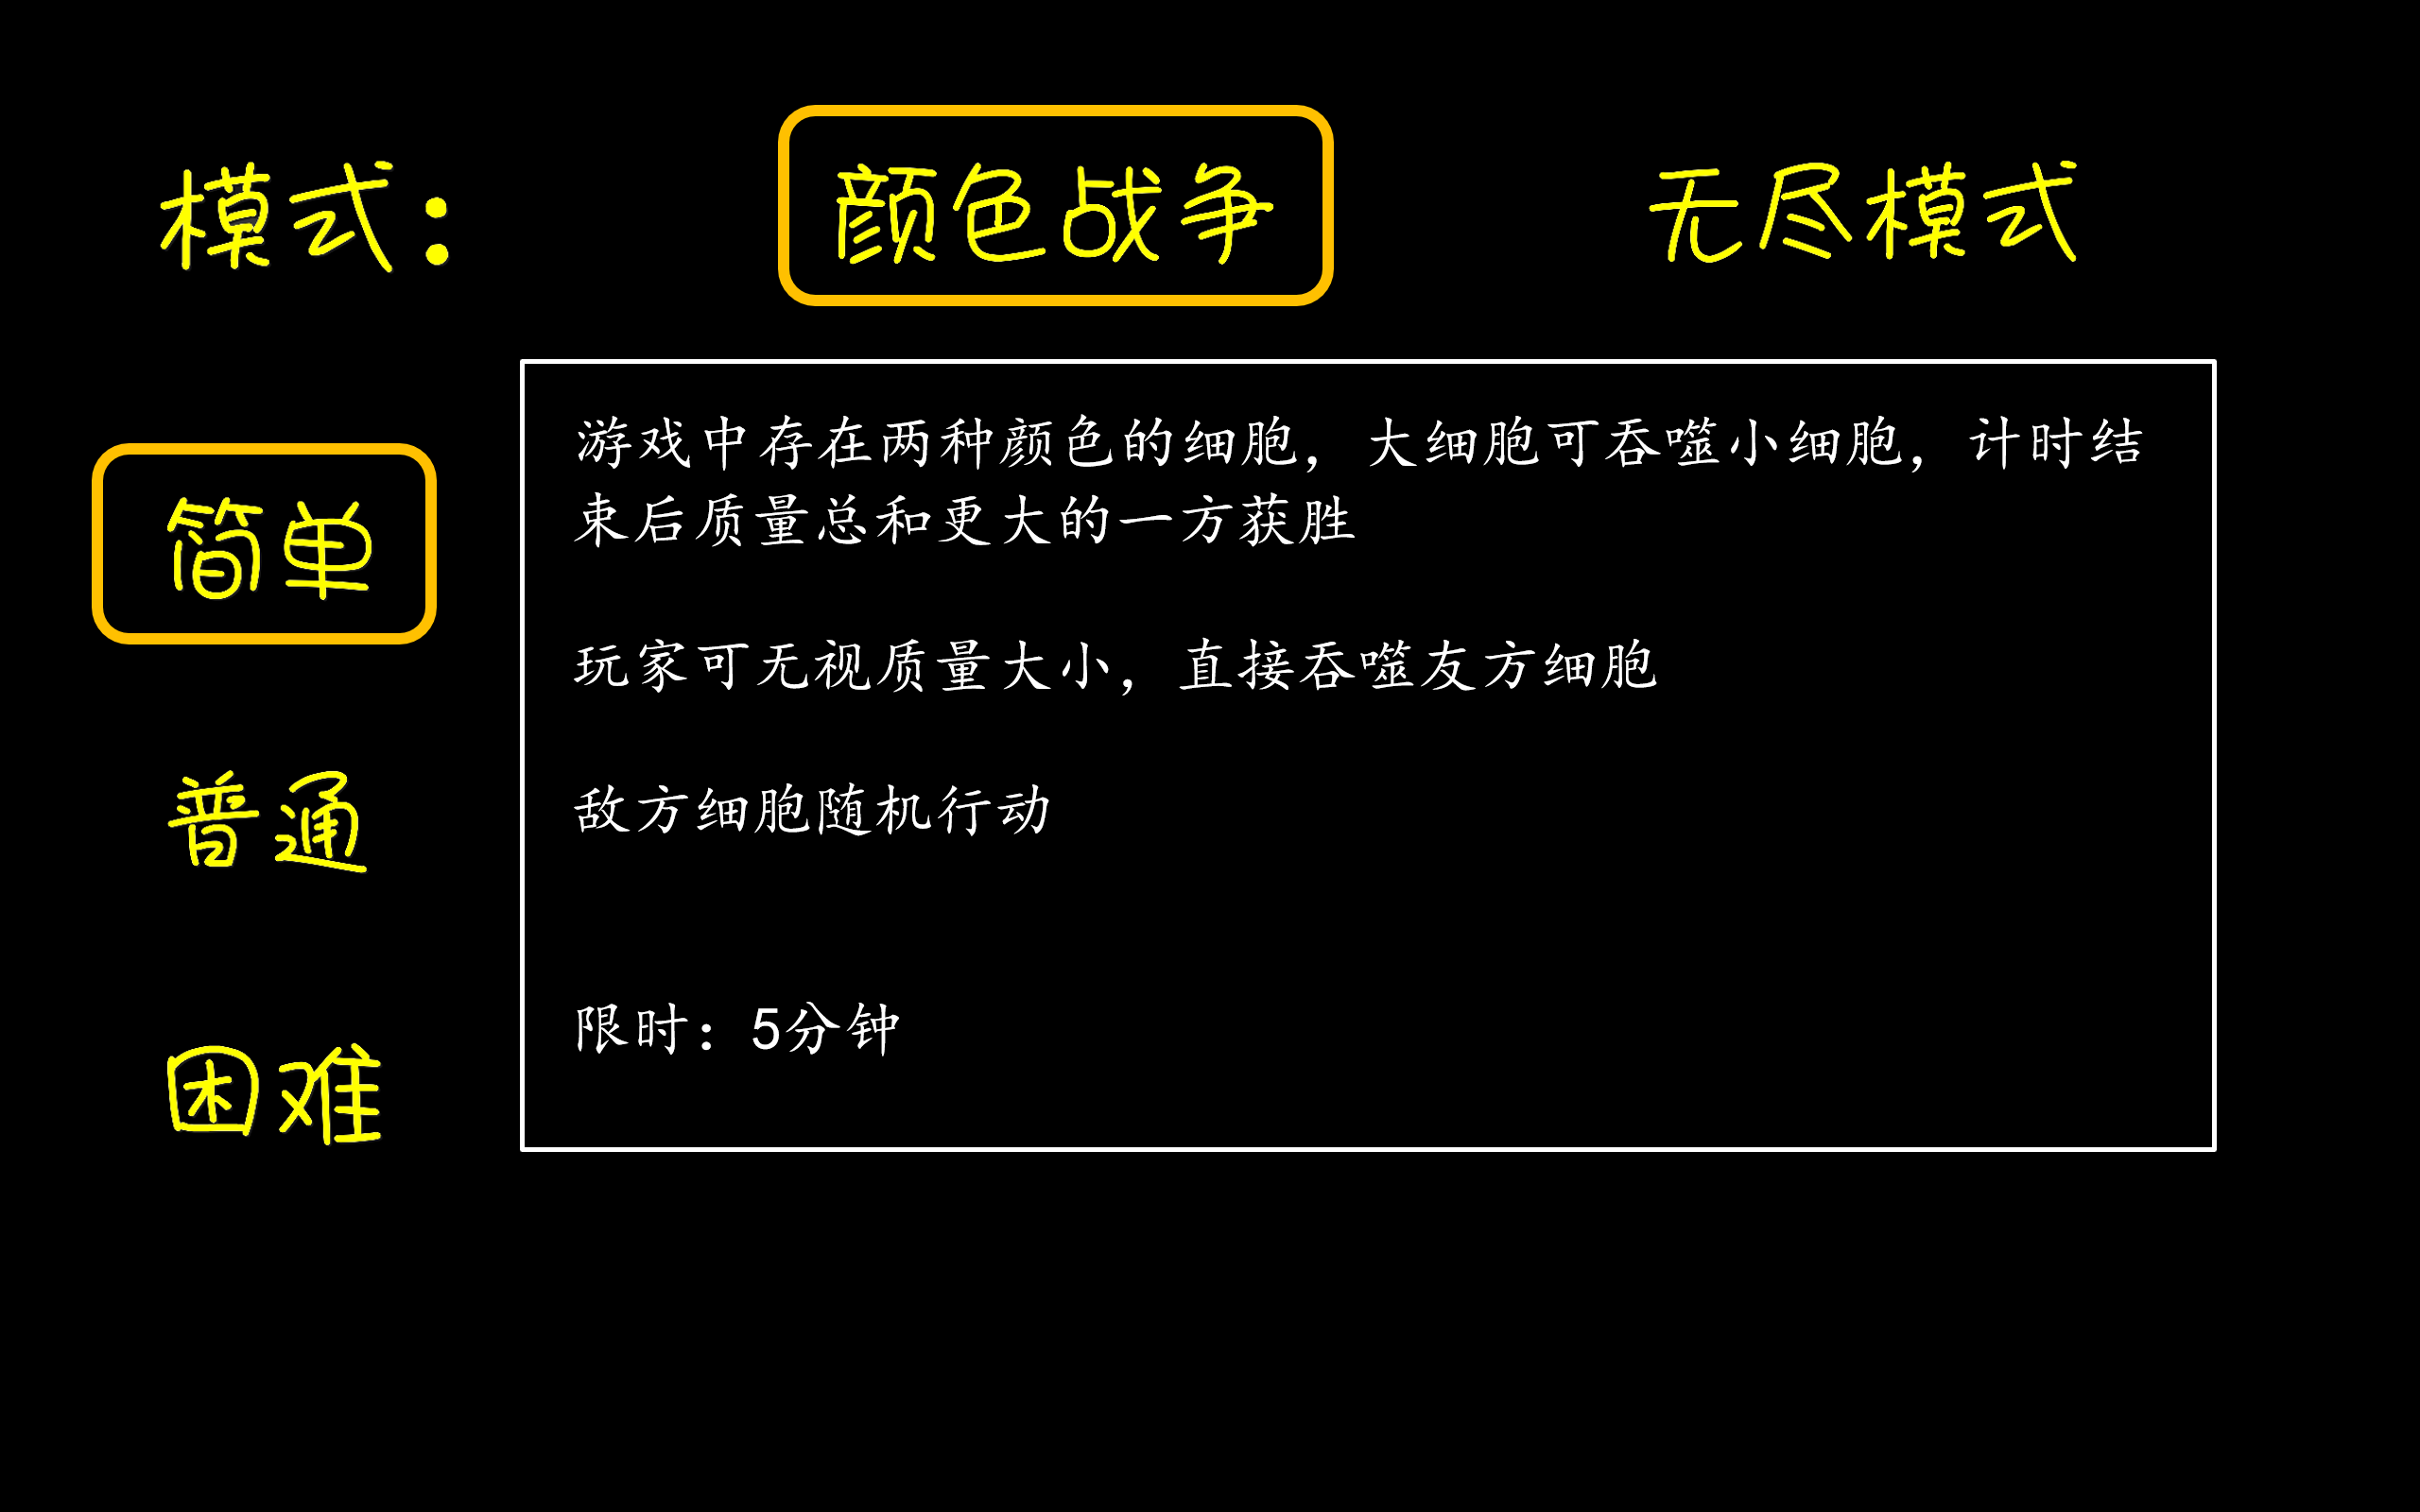 模式：
颜色战争
无尽模式
简单
普通
困难
游戏中存在两种颜色的细胞，大细胞可吞噬小细胞，计时结
束后质量总和更大的一方获胜
玩家可无视质量大小，直接吞噬友方细胞
敌方细胞随机行动
限时：5分钟